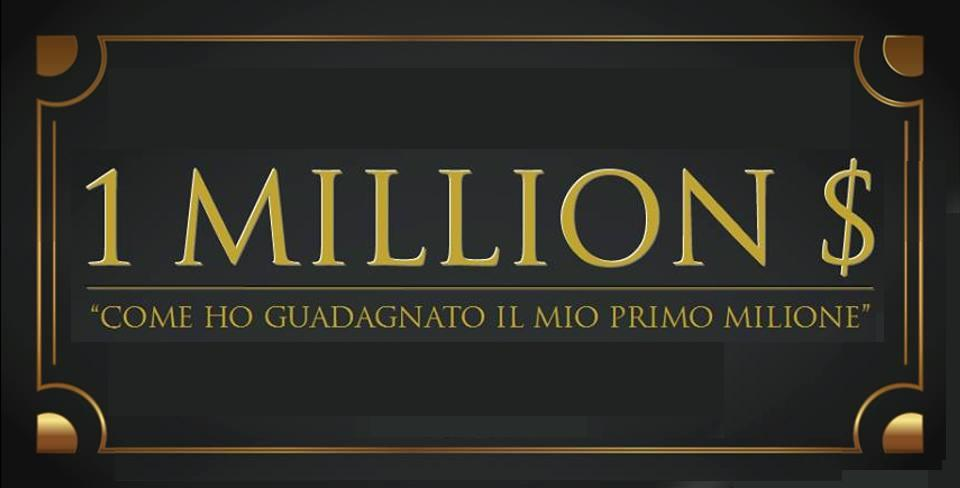 1 MILLION $
“COME HO GUADAGNATO IL MIO PRIMO MILIONE”